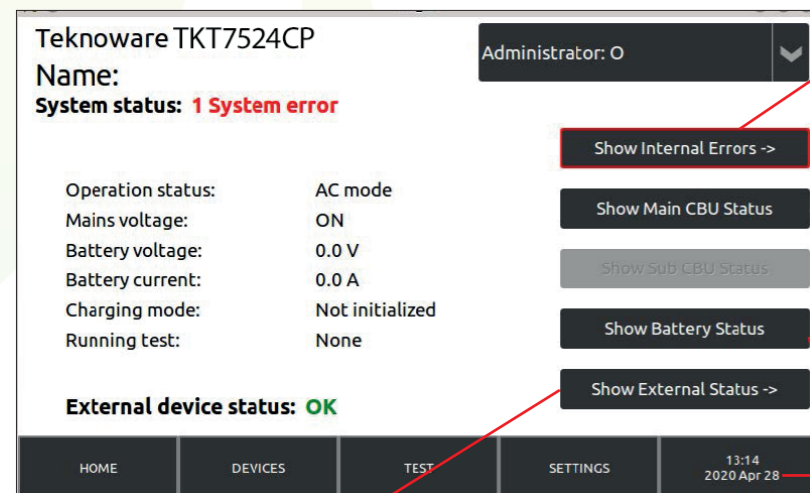 Teknoware TKT7524CP
Administrator: O
Name:
System status: 1 System error
Show Internal Errors ->
Operation status: AC mode
Show Main CBU Status
Mains voltage: ON
Battery voltage: 0.0 V
Show Sub CBU Status
Battery current: 0.0 A
Charging mode: Not initialized
Show Battery Status
Running test: None
Show External Status ->
External device status: OK
HOME DEVICES TEST SETTINGS 13:14
2020 Apr 28